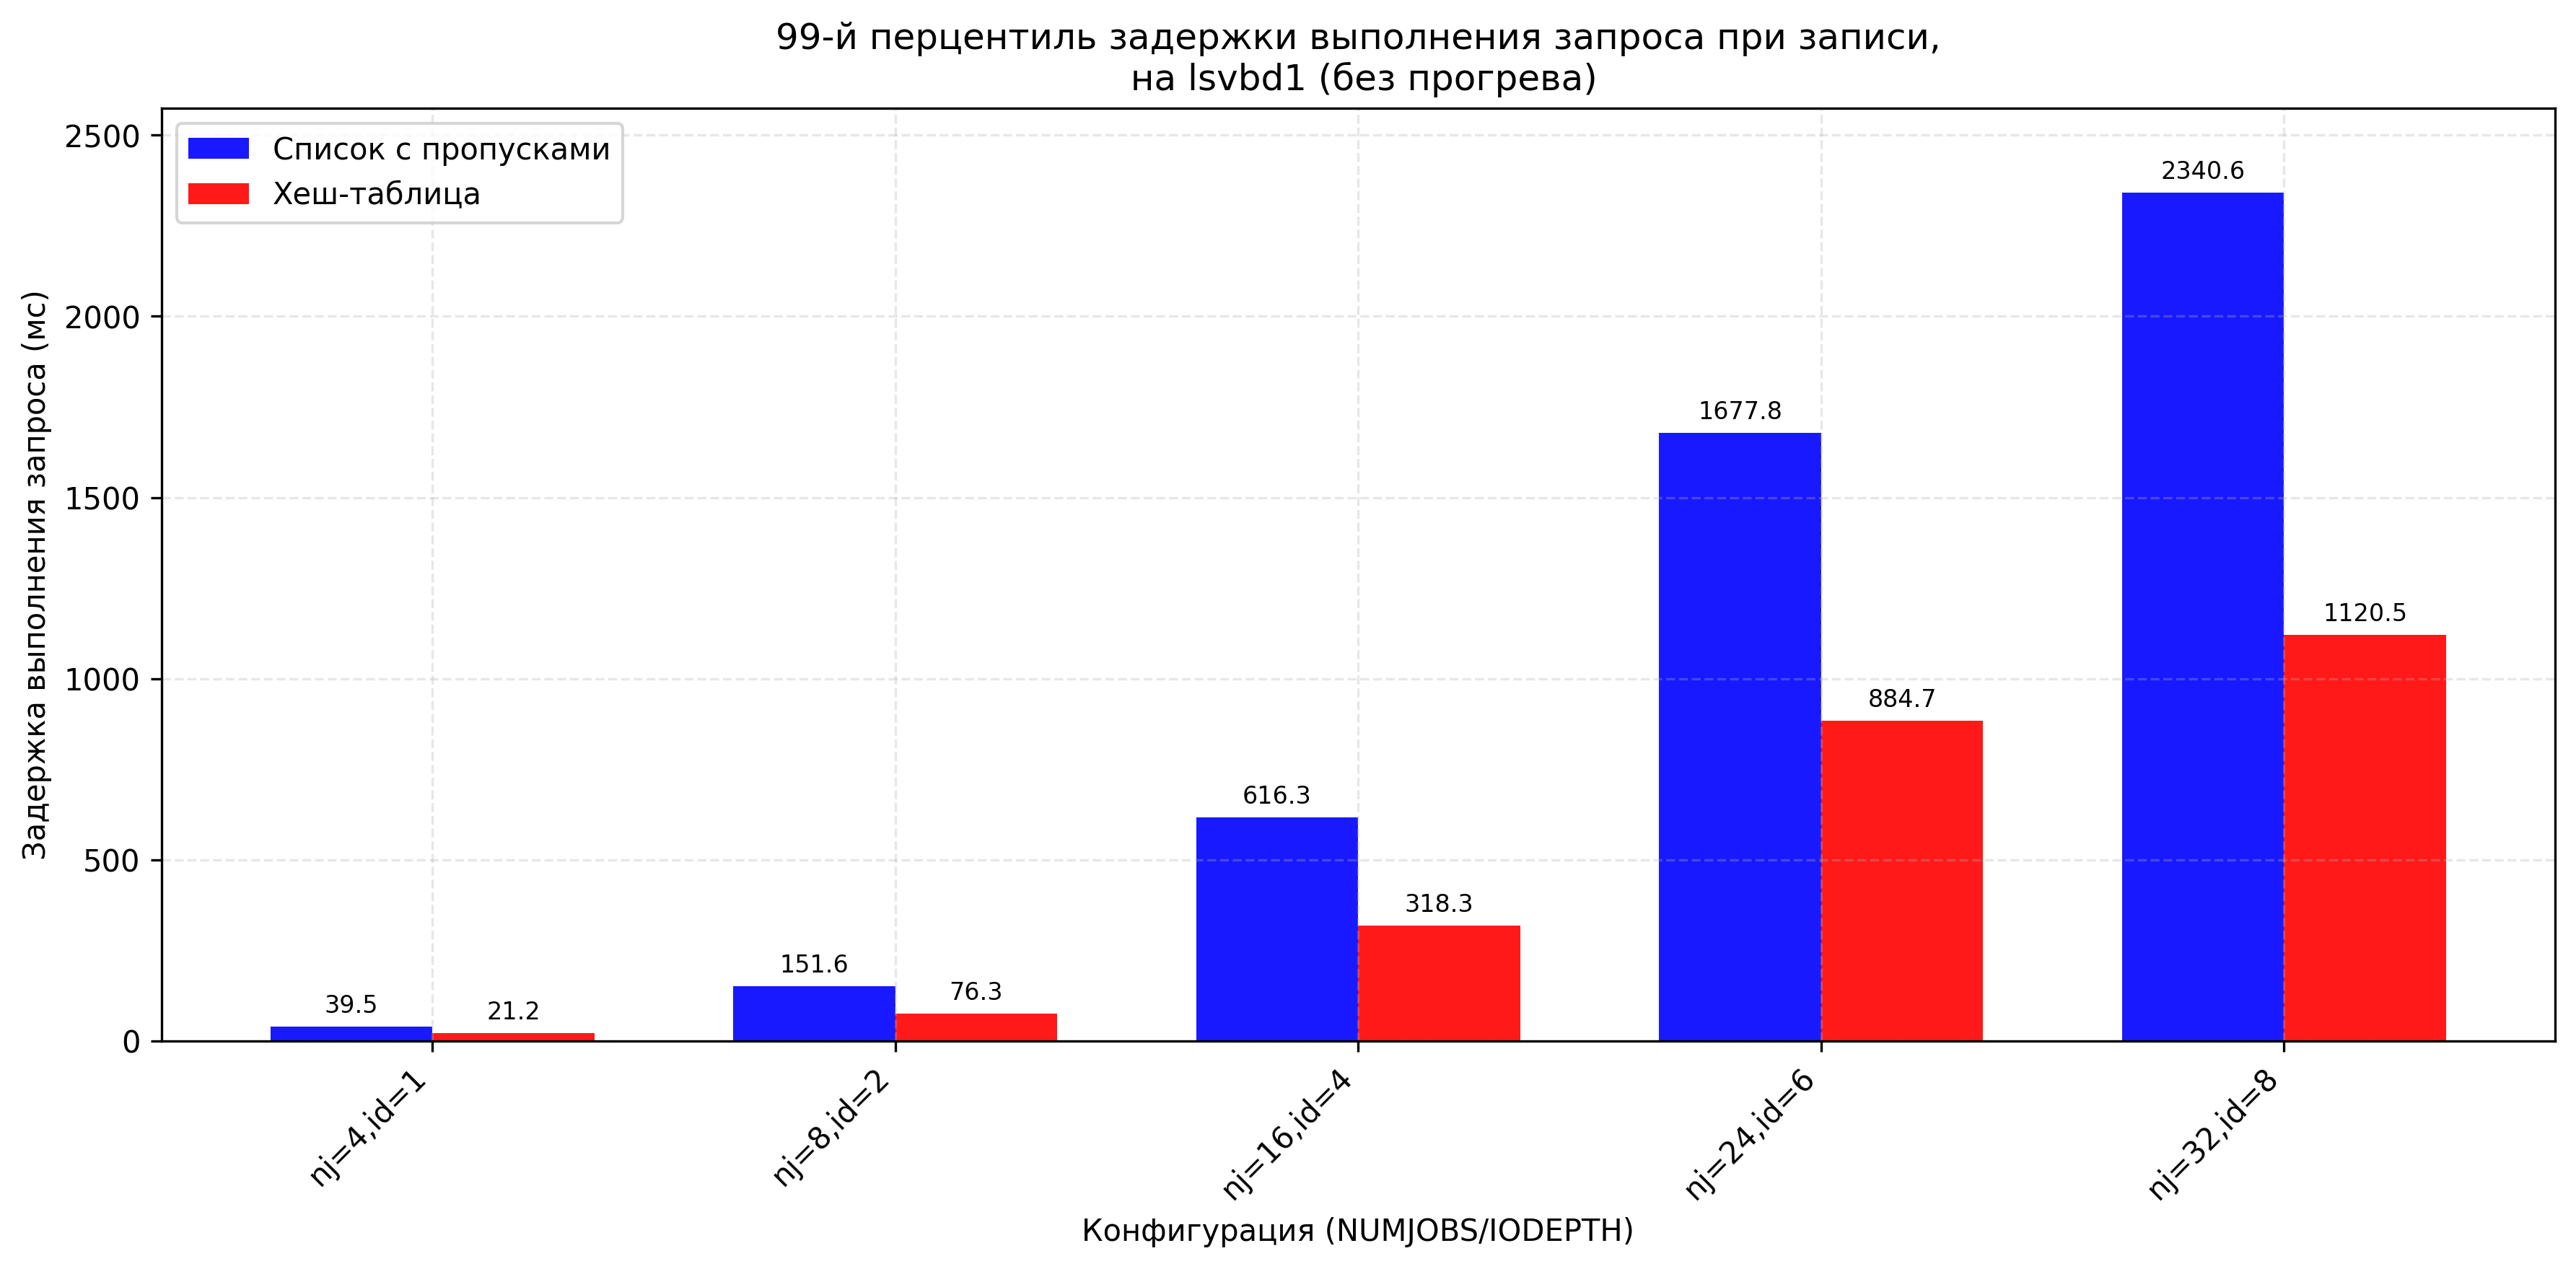 99-й перцентиль задержки выполнения запроса при записи,
на lsvbd1 (без прогрева)
Список с пропусками
Хеш-таблица
Задержка выполнения запроса (мс)
2500
2000
1500
1000
500
0
39.5
21.2
151.6
76.3
616.3
318.3
1677.8
884.7
2340.6
1120.5
nj=4,id=1
nj=8,id=2
nj=16,id=4
nj=24,id=6
nj=32,id=8
Конфигурация (NUMJOBS/IODEPTH)